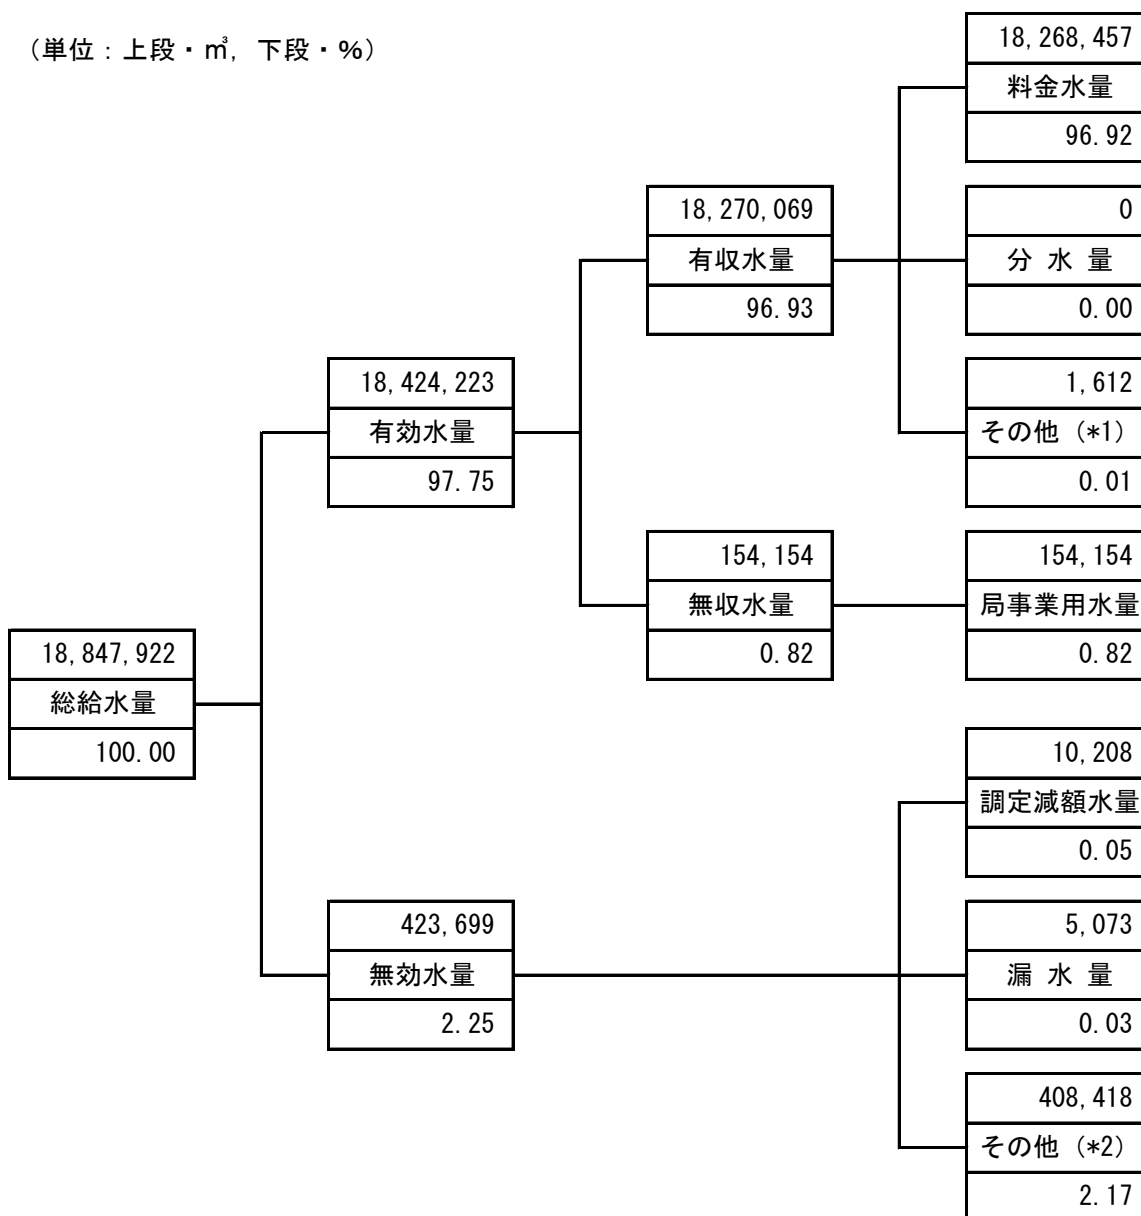 （単位：上段・㎥，下段・％）
18,268,457
料金水量
96.92
18,270,069
有収水量
96.93
0
分 水 量
0.00
18,424,223
有効水量
97.75
1,612
その他（*1）
0.01
154,154
無収水量
0.82
154,154
局事業用水量
0.82
18,847,922
総給水量
100.00
10,208
調定減額水量
0.05
423,699
無効水量
2.25
5,073
漏 水 量
0.03
408,418
その他（*2）
2.17